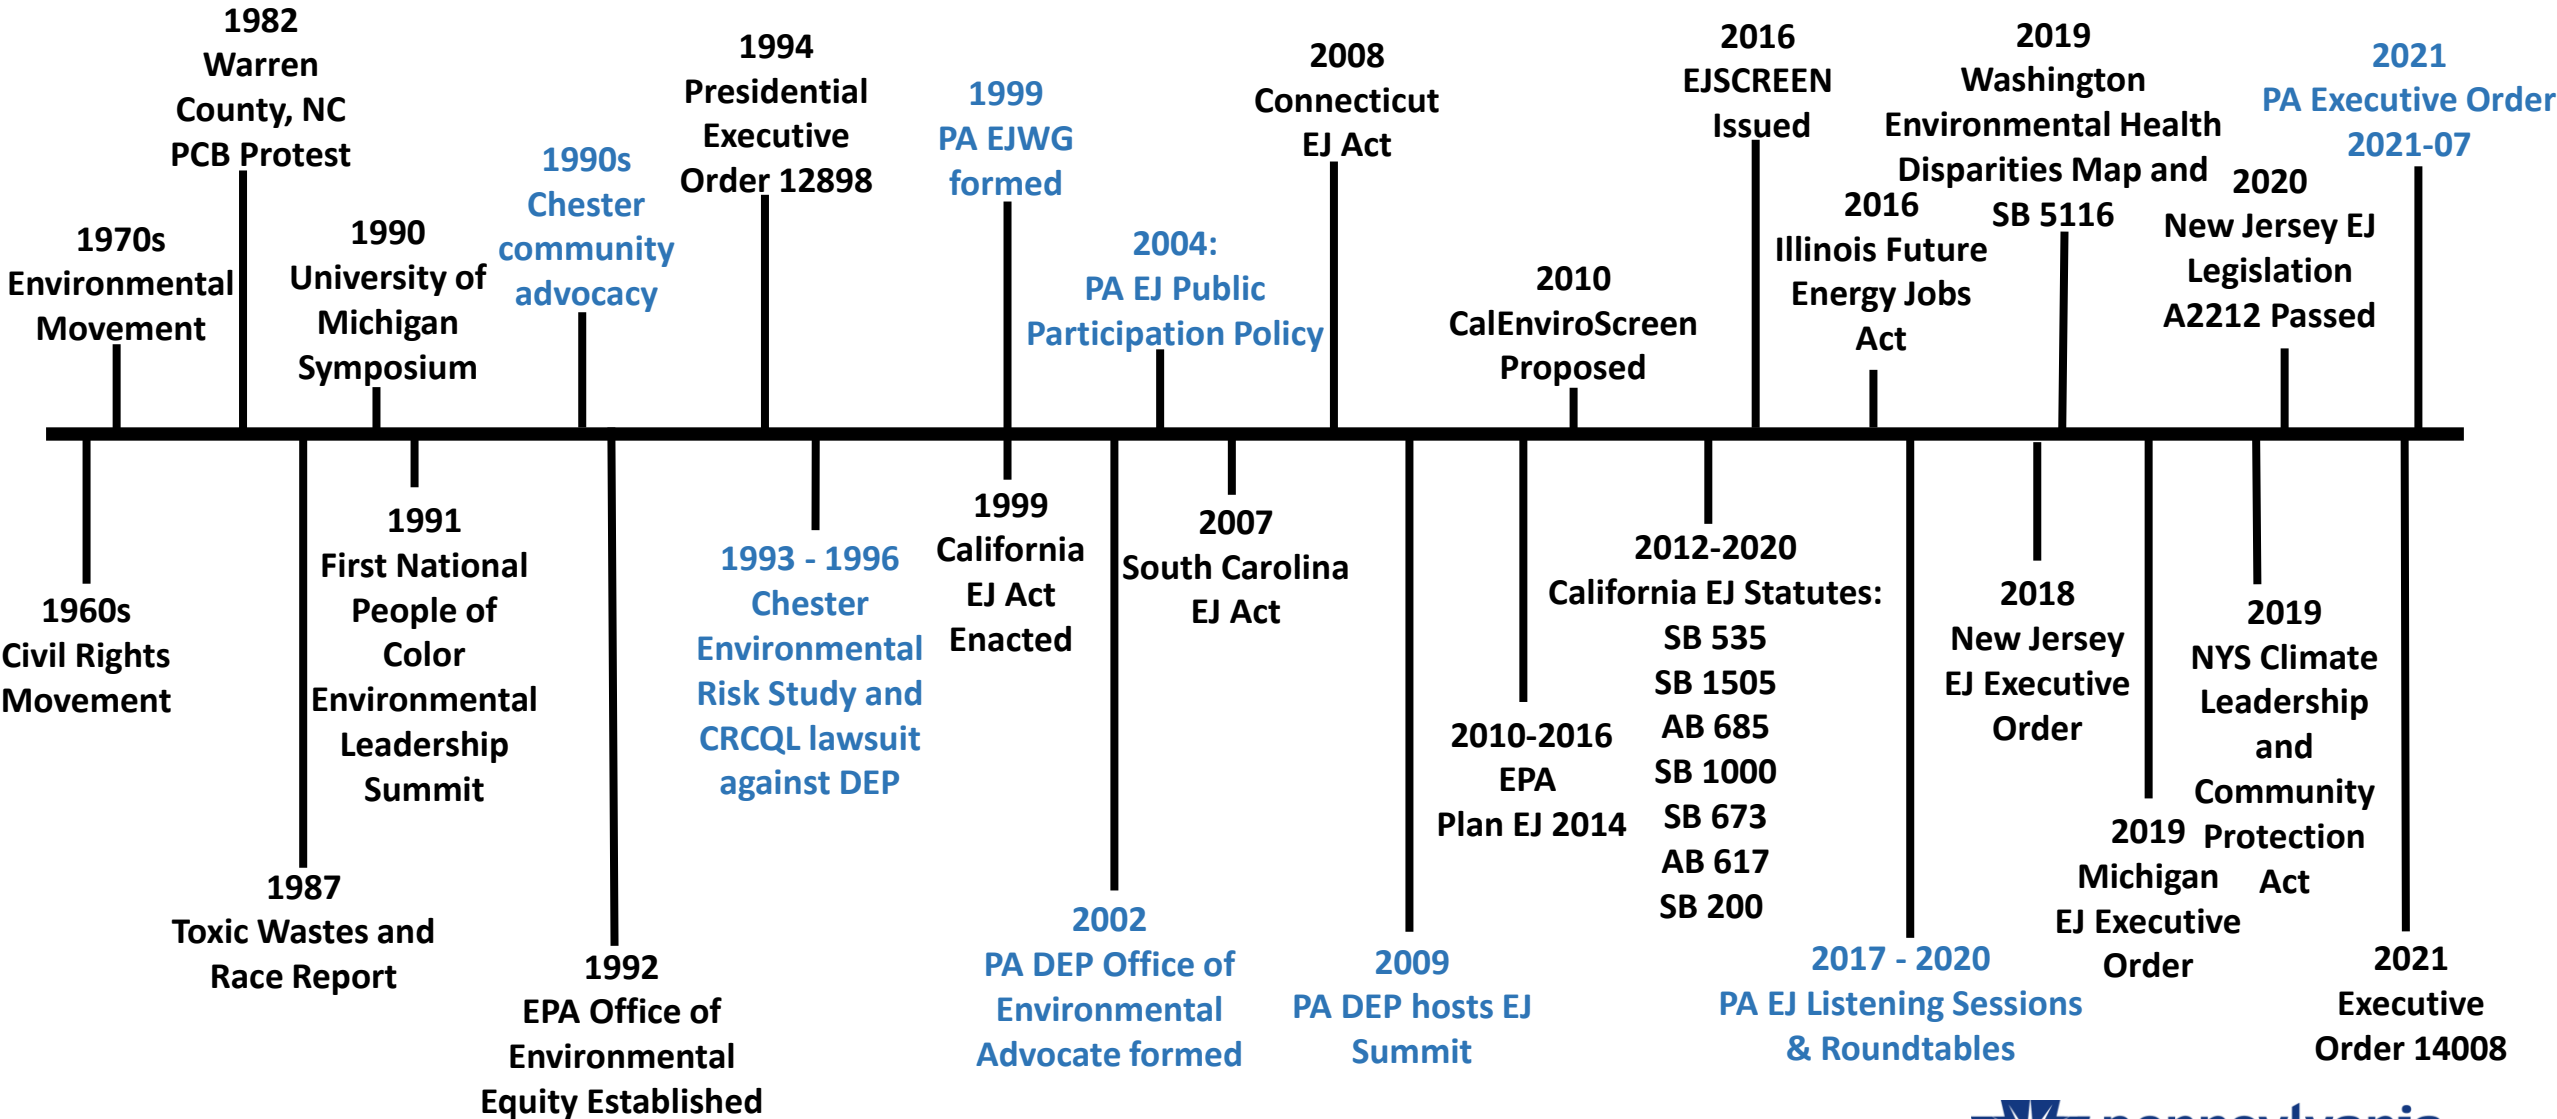 1982
Warren
County, NC
PCB Protest
1970s
Environmental
Movement
1990
University of
Michigan
Symposium
1990s
Chester
community
advocacy
1994
Presidential
Executive
Order 12898
1999
PA EJWG
formed
2004:
PA EJ Public
Participation Policy
2008
Connecticut
EJ Act
2010
CalEnviroScreen
Proposed
2016
EJSCREEN
Issued
2016
Illinois Future
Energy Jobs
Act
2019
Washington
Environmental Health
Disparities Map and
SB 5116
2020
New Jersey EJ
Legislation
A2212 Passed
2021
PA Executive Order
2021-07
1960s
Civil Rights
Movement
1987
Toxic Wastes and
Race Report
1991
First National
People of
Color
Environmental
Leadership
Summit
1992
EPA Office of
Environmental
Equity Established
1993 - 1996
Chester
Environmental
Risk Study and
CRCQL lawsuit
against DEP
1999
California
EJ Act
Enacted
2002
PA DEP Office of
Environmental
Advocate formed
2007
South Carolina
EJ Act
2009
PA DEP hosts EJ
Summit
2010-2016
EPA
Plan EJ 2014
2012-2020
California EJ Statutes:
SB 535
SB 1505
AB 685
SB 1000
SB 673
AB 617
SB 200
2017 - 2020
PA EJ Listening Sessions
& Roundtables
2018
New Jersey
EJ Executive
Order
2019
Michigan
EJ Executive
Order
2019
NYS Climate
Leadership
and
Community
Protection
Act
2021
Executive
Order 14008
pennsylvania